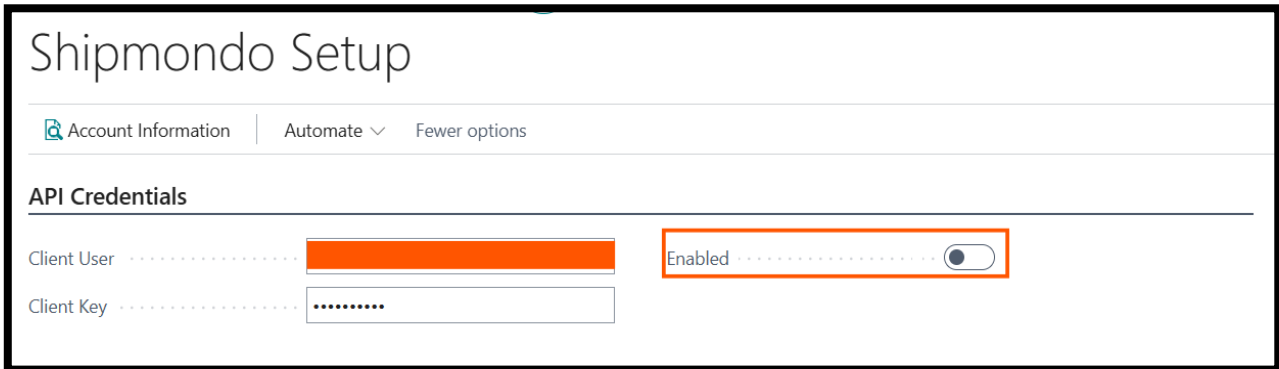 Shipmondo Setup
Account Information Automate Fewer options
API Credentials
Client User Enabled
Client Key ••••••••••